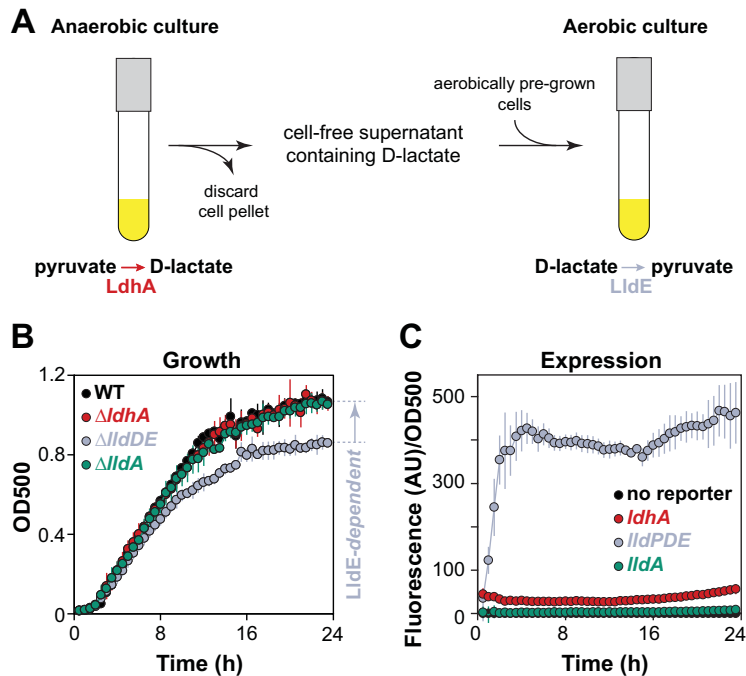 A
Anaerobic culture
Aerobic culture
aerobically pre-grown
cells
cell-free supernatant
containing D-lactate
discard
cell pellet
pyruvate → D-lactate
LdhA
D-lactate → pyruvate
LldE
B
Growth
1.2
0.8
0.4
0
OD500
WT
ΔldhA
ΔlldDE
ΔlldA
LldE-dependent
0
8
16
24
Time (h)
C
Expression
500
400
300
100
0
Fluorescence (AU)/OD500
no reporter
ldhA
lldPDE
lldA
0
8
16
24
Time (h)